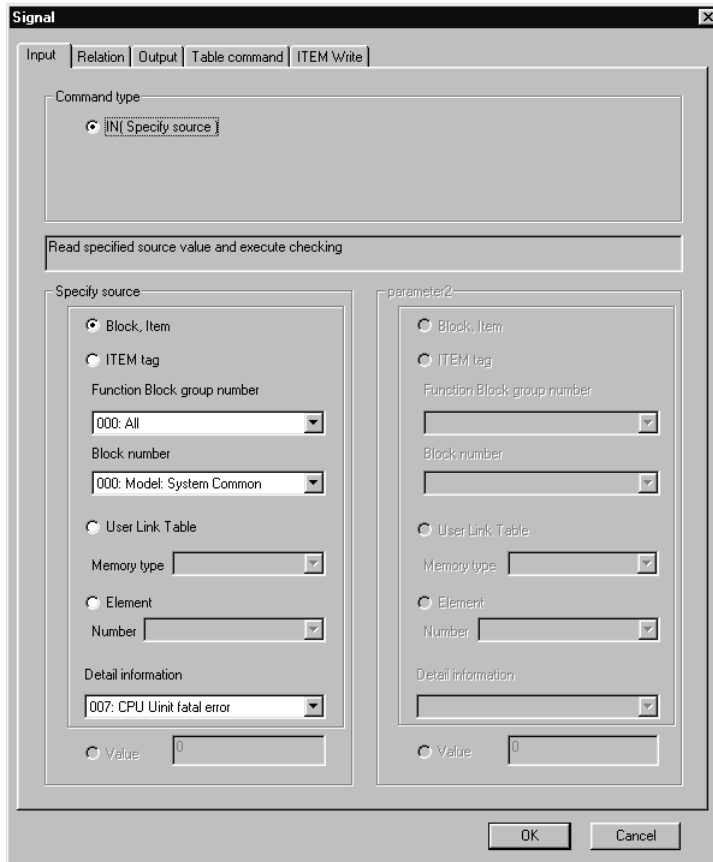 Signal
Input Relation Output Table command ITEM Write
Command type
IN( Specify source )
Read specified source value and execute checking
Specify source
Block, Item
ITEM tag
Function Block group number
000: All
Block number
000: Model: System Common
User Link Table
Memory type
Element
Number
Detail information
007: CPU Uinit fatal error
Value 0
parameter2
Block, Item
ITEM tag
Function Block group number
Block number
User Link Table
Memory type
Element
Number
Detail information
Value 0
OK Cancel